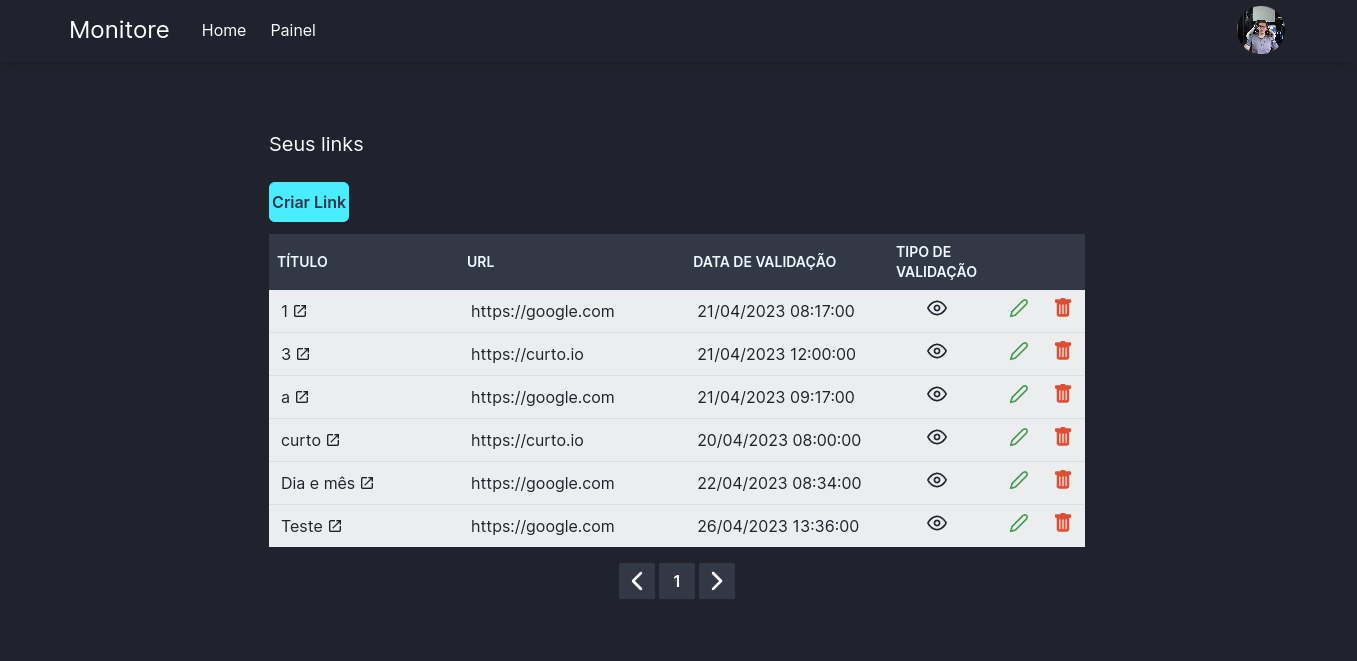 Monitore Home Painel
Seus links
Criar Link
TÍTULO URL DATA DE VALIDAÇÃO TIPO DE
VALIDAÇÃO
1 https://google.com 21/04/2023 08:17:00
3 https://curto.io 21/04/2023 12:00:00
a https://google.com 21/04/2023 09:17:00
curto https://curto.io 20/04/2023 08:00:00
Dia e mês https://google.com 22/04/2023 08:34:00
Teste https://google.com 26/04/2023 13:36:00
1